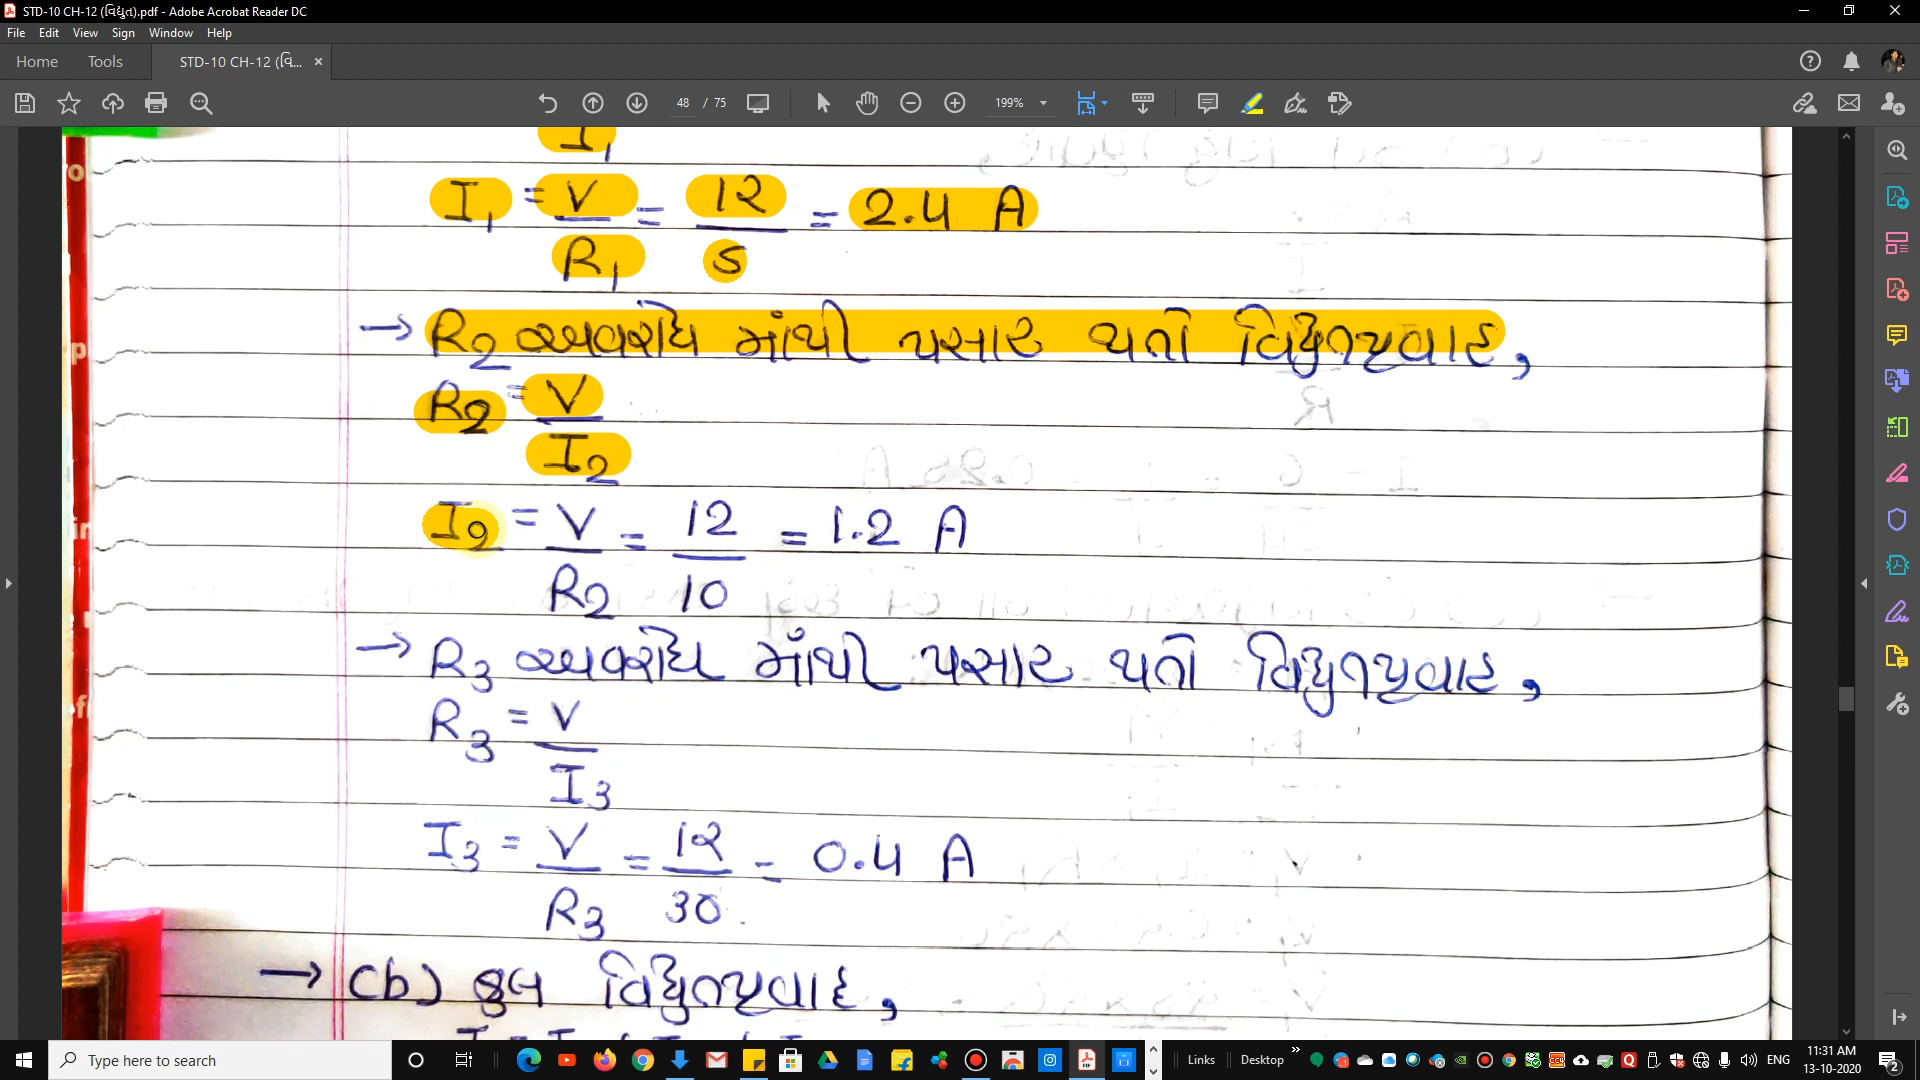 STD-10 CH-12 (વિદ્યુત).pdf - Adobe Acrobat Reader DC
File Edit View Sign Window Help
Home Tools STD-10 CH-12 (વિ...
48 / 75 199%
I₁
I₁ = V/R₁ = 12/5 = 2.4 A
→ R₂ અવરોધ માંથી પસાર થતો વિદ્યુતપ્રવાહ,
R₂ = V/I₂
I₂ = V/R₂ = 12/10 = 1.2 A
→ R₃ અવરોધ માંથી પસાર થતો વિદ્યુતપ્રવાહ,
R₃ = V/I₃
I₃ = V/R₃ = 12/30 = 0.4 A
→ (b) કુલ વિદ્યુતપ્રવાહ,
Type here to search
Links Desktop ENG 11:31 AM
13-10-2020